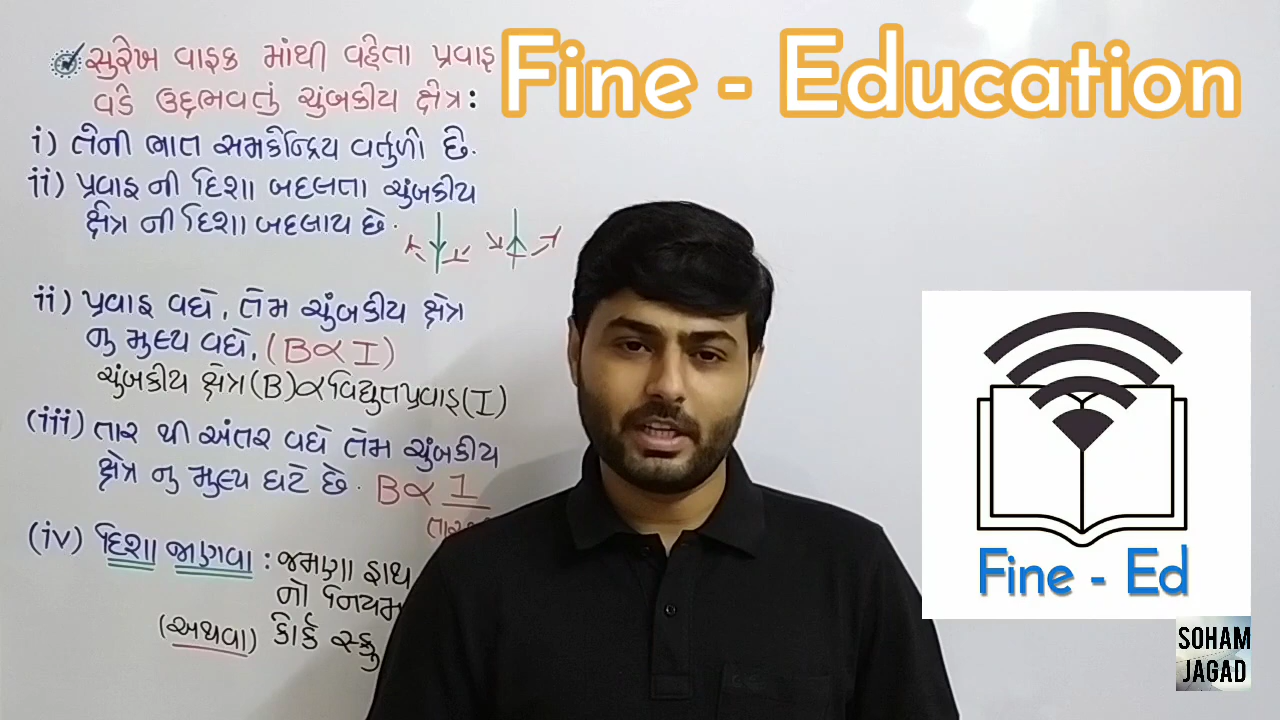 Fine - Education
સુરેખ વાહક માંથી વહેતા પ્રવાહ
વડે ઉદ્દભવતું ચુંબકીય ક્ષેત્ર:
i) તેની ભાત સમકેન્દ્રિય વર્તુળો છે.
ii) પ્રવાહ ની દિશા બદલતા ચુંબકીય
ક્ષેત્ર ની દિશા બદલાય છે.
ii) પ્રવાહ વધે, તેમ ચુંબકીય ક્ષેત્ર
નુ મુલ્ય વધે, (B∝I)
ચુંબકીય ક્ષેત્ર(B)∝વિદ્યુતપ્રવાહ(I)
(iii) તાર થી અંતર વધે તેમ ચુંબકીય
ક્ષેત્ર નુ મુલ્ય ઘટે છે. B∝ 1
(iv) દિશા જાણવા : જમણા હાથ
નો નિયમ
(અથવા) કોર્ક સ્ક્રુ
Fine - Ed
SOHAM
JAGAD